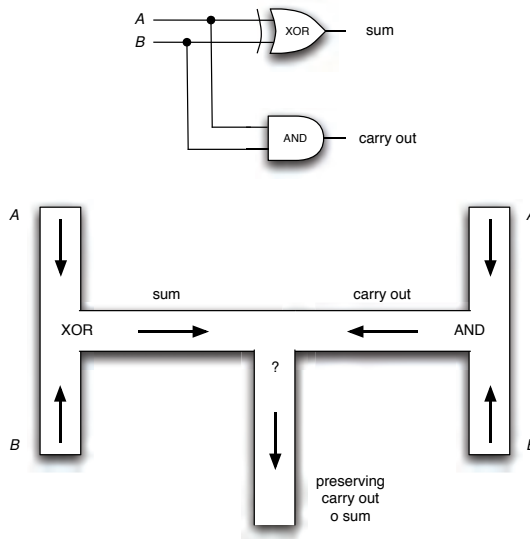 A
B
XOR
sum
AND
carry out
A
A
sum
carry out
XOR
AND
?
B
preserving
carry out
o sum